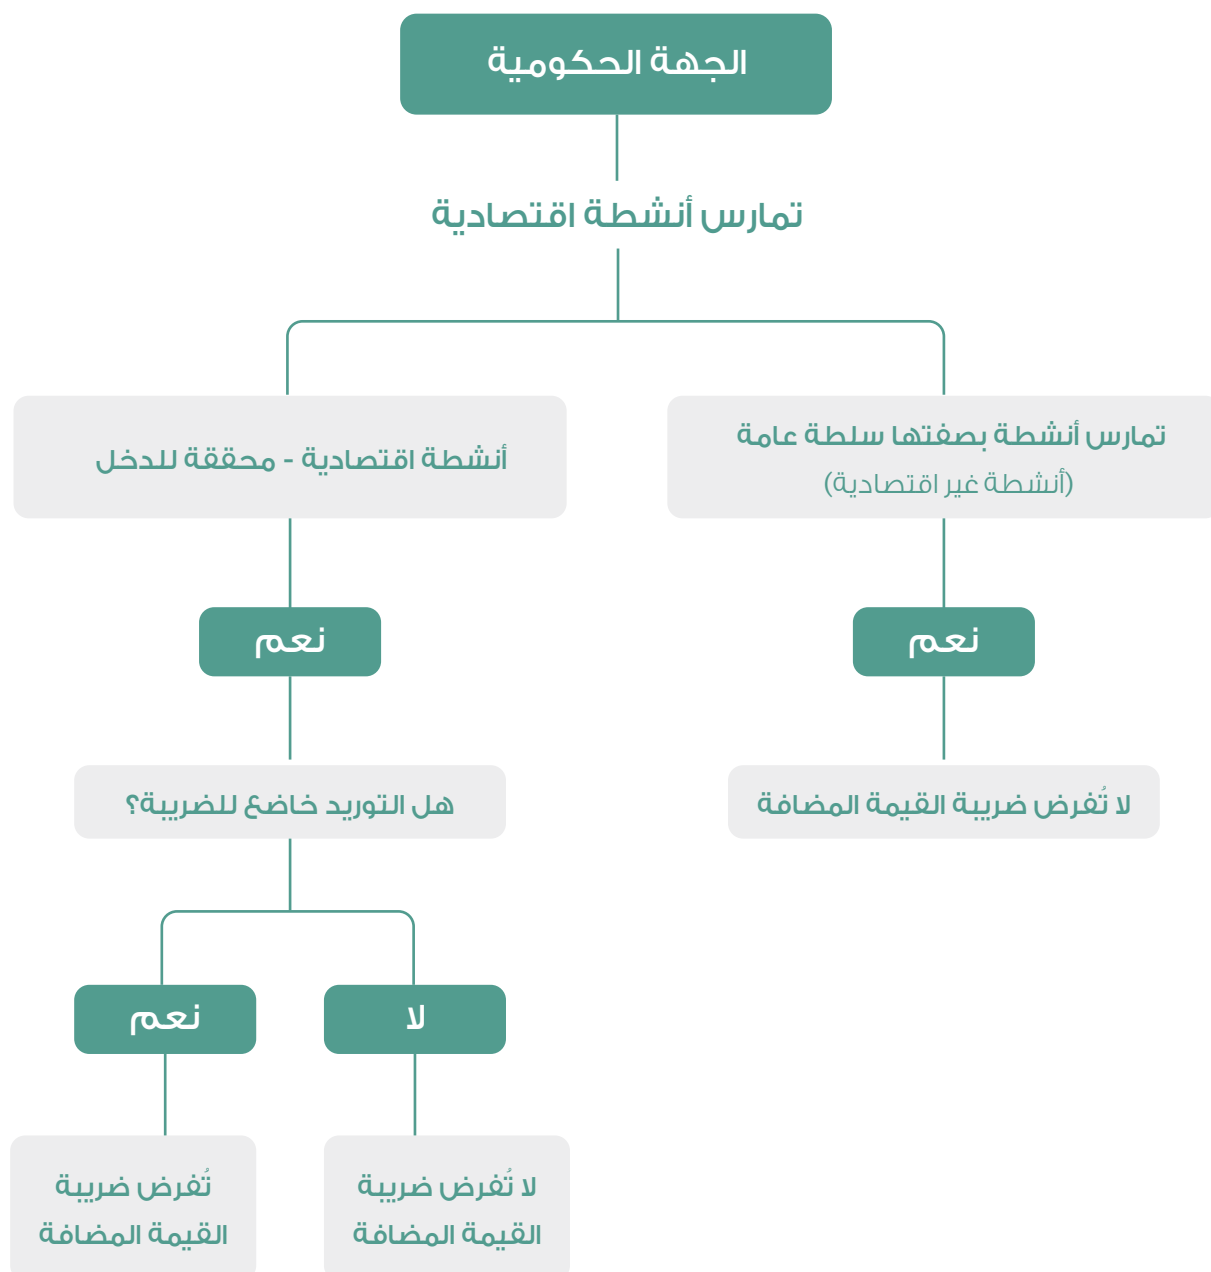 الجهة الحكومية
تمارس أنشطة اقتصادية
تمارس أنشطة بصفتها سلطة عامة
(أنشطة غير اقتصادية)
أنشطة اقتصادية - محققة للدخل
نعم
نعم
لا تُفرض ضريبة القيمة المضافة
هل التوريد خاضع للضريبة؟
لا
نعم
لا تُفرض ضريبة
القيمة المضافة
تُفرض ضريبة
القيمة المضافة